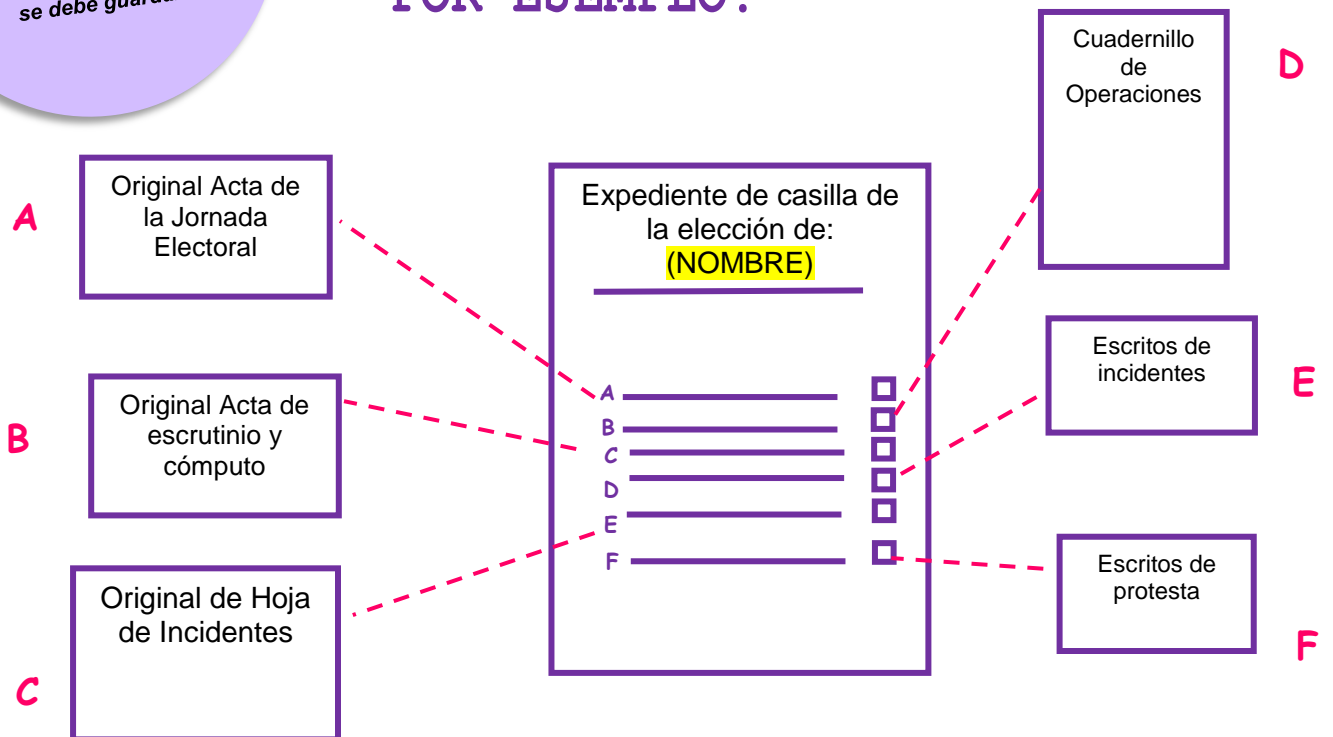 se debe
POR EJEMPLO:
Cuadernillo
de
Operaciones
D
A
Original Acta de
la Jornada
Electoral
Expediente de casilla de
la elección de:
(NOMBRE)
Escritos de
incidentes
E
B
Original Acta de
escrutinio y
cómputo
A
B
C
D
E
F
C
Original de Hoja
de Incidentes
Escritos de
protesta
F